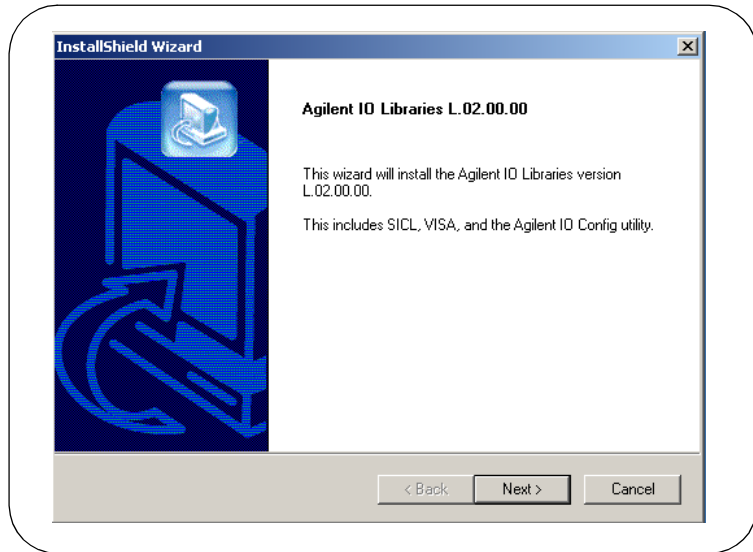 InstallShield Wizard
Agilent IO Libraries L.02.00.00
This wizard will install the Agilent IO Libraries version
L.02.00.00.
This includes SICL, VISA, and the Agilent IO Config utility.
< Back
Next >
Cancel